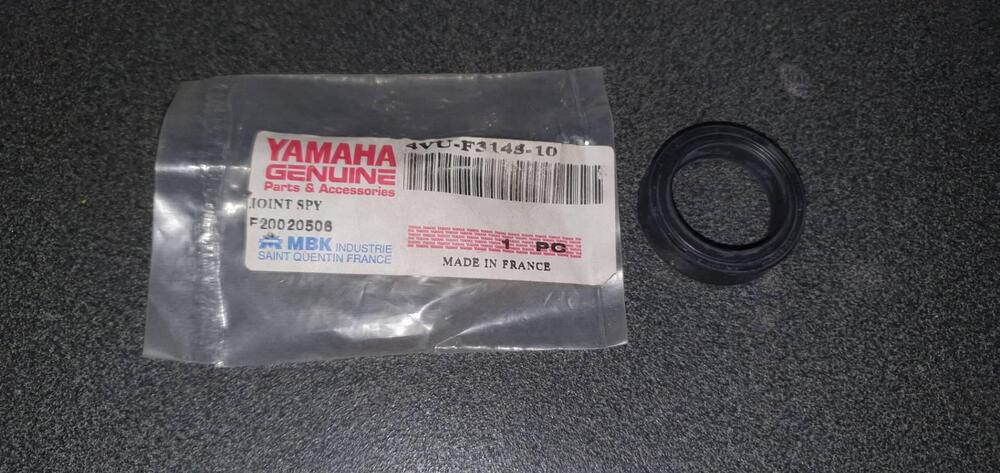 YAMAHA
GENUINE
Parts & Accessories
4VU-F3145-10
JOINT SPY
F20020506
MBK INDUSTRIE
SAINT QUENTIN FRANCE
1 PC
MADE IN FRANCE